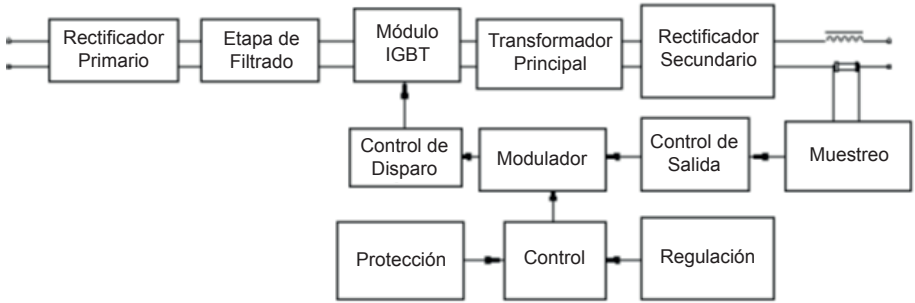 Rectificador
Primario
Etapa de
Filtrado
Módulo
IGBT
Transformador
Principal
Rectificador
Secundario
Control de
Disparo
Modulador
Control de
Salida
Muestreo
Protección
Control
Regulación